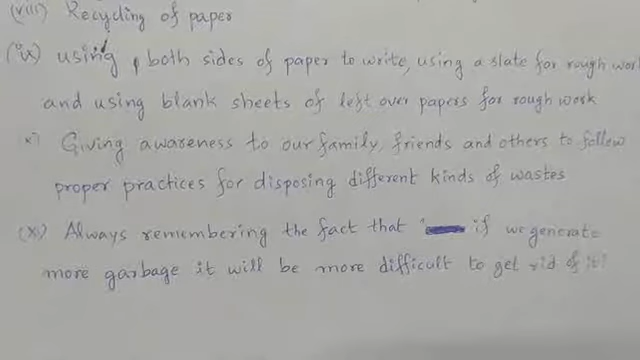 (viii) Recycling of paper
(ix) using both sides of paper to write, using a slate for rough work
and using blank sheets of left over papers for rough work
x) Giving awareness to our family, friends and others to follow
proper practices for disposing different kinds of wastes
(xi) Always remembering the fact that " if we generate
more garbage it will be more difficult to get rid of it!